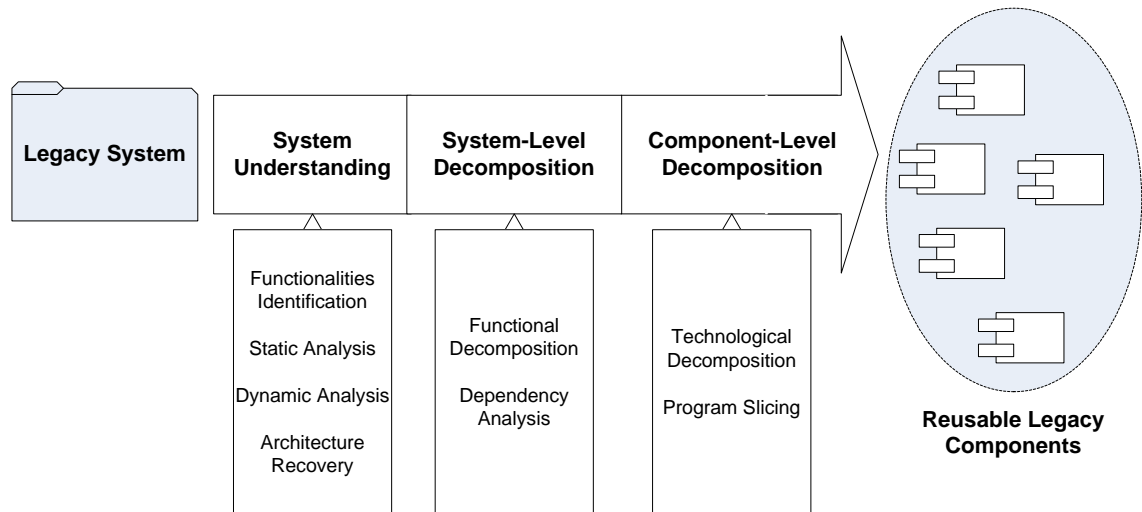 Legacy System
System
Understanding
System-Level
Decomposition
Component-Level
Decomposition
Functionalities
Identification
Static Analysis
Dynamic Analysis
Architecture
Recovery
Functional
Decomposition
Dependency
Analysis
Technological
Decomposition
Program Slicing
Reusable Legacy
Components